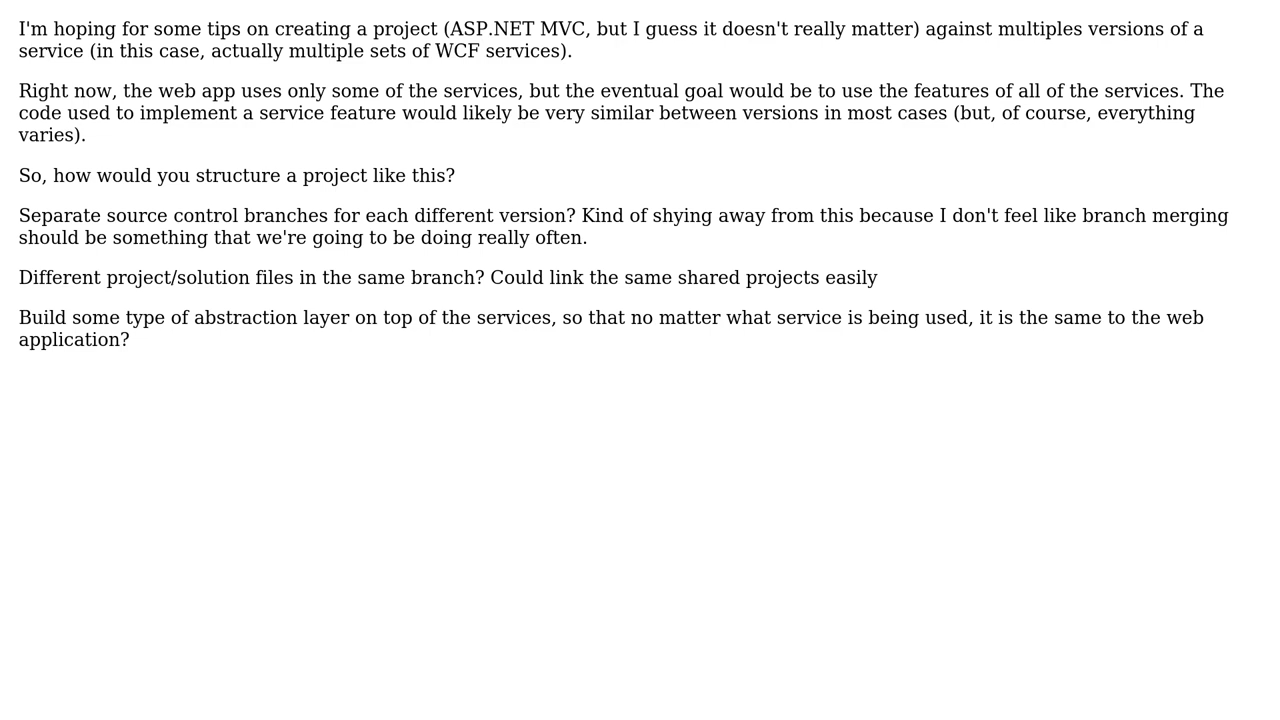 I'm hoping for some tips on creating a project (ASP.NET MVC, but I guess it doesn't really matter) against multiples versions of a
service (in this case, actually multiple sets of WCF services).
Right now, the web app uses only some of the services, but the eventual goal would be to use the features of all of the services. The
code used to implement a service feature would likely be very similar between versions in most cases (but, of course, everything
varies).
So, how would you structure a project like this?
Separate source control branches for each different version? Kind of shying away from this because I don't feel like branch merging
should be something that we're going to be doing really often.
Different project/solution files in the same branch? Could link the same shared projects easily
Build some type of abstraction layer on top of the services, so that no matter what service is being used, it is the same to the web
application?